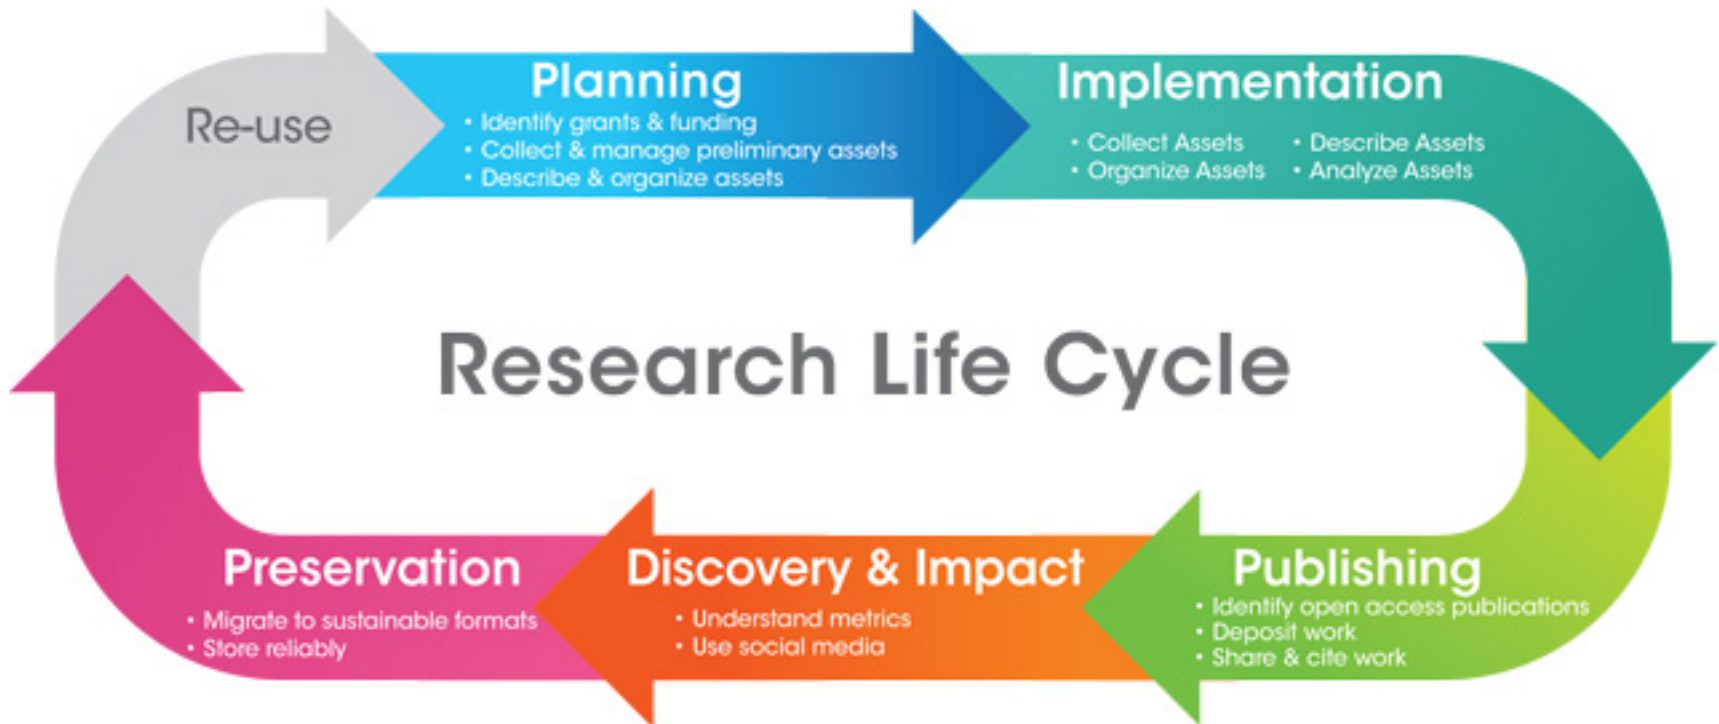 Re-use
Planning
• Identify grants & funding
• Collect & manage preliminary assets
• Describe & organize assets
Implementation
• Collect Assets • Describe Assets
• Organize Assets • Analyze Assets
Research Life Cycle
Preservation
• Migrate to sustainable formats
• Store reliably
Discovery & Impact
• Understand metrics
• Use social media
Publishing
• Identify open access publications
• Deposit work
• Share & cite work